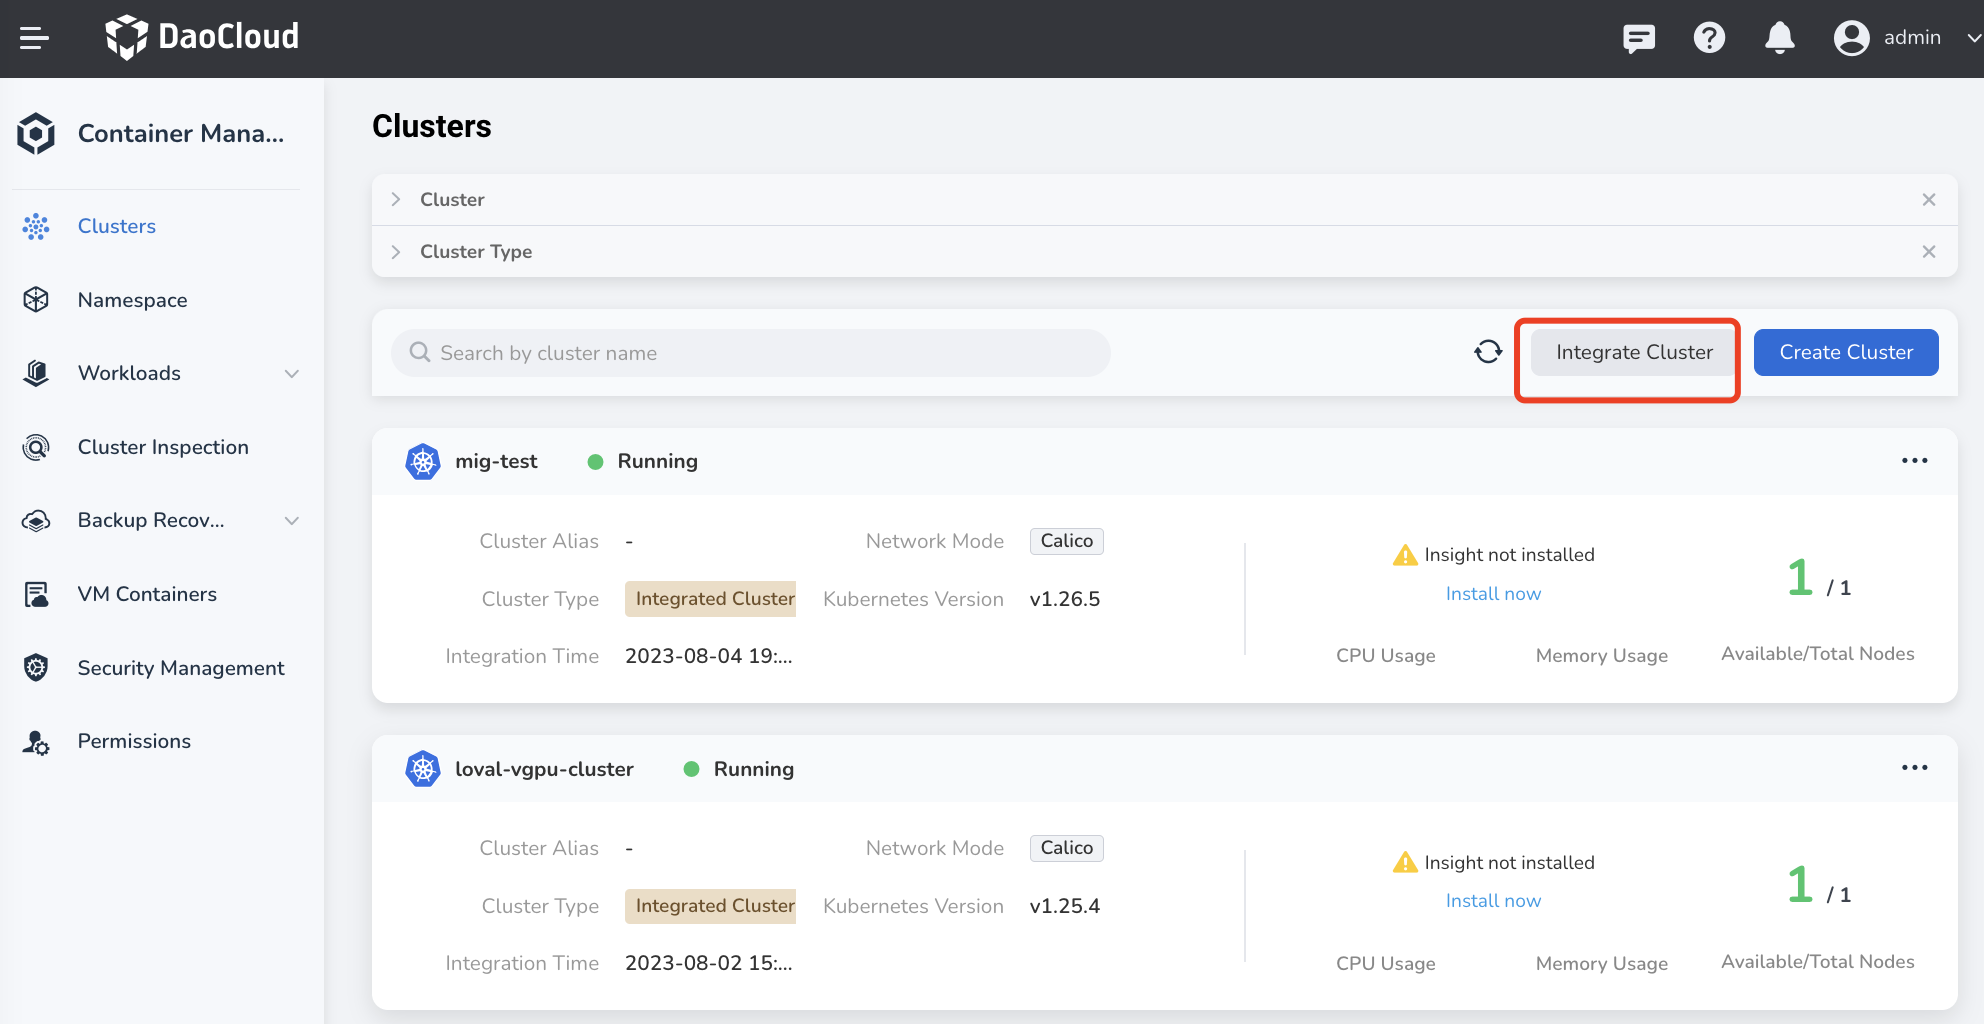 DaoCloud
admin
Container Mana...
Clusters
Namespace
Workloads
Cluster Inspection
Backup Recov...
VM Containers
Security Management
Permissions
Clusters
Cluster
Cluster Type
Search by cluster name
Integrate Cluster
Create Cluster
mig-test
Running
Cluster Alias -
Network Mode Calico
Cluster Type Integrated Cluster
Kubernetes Version v1.26.5
Integration Time 2023-08-04 19:...
Insight not installed
Install now
CPU Usage
Memory Usage
1 / 1
Available/Total Nodes
loval-vgpu-cluster
Running
Cluster Alias -
Network Mode Calico
Cluster Type Integrated Cluster
Kubernetes Version v1.25.4
Integration Time 2023-08-02 15:...
Insight not installed
Install now
CPU Usage
Memory Usage
1 / 1
Available/Total Nodes